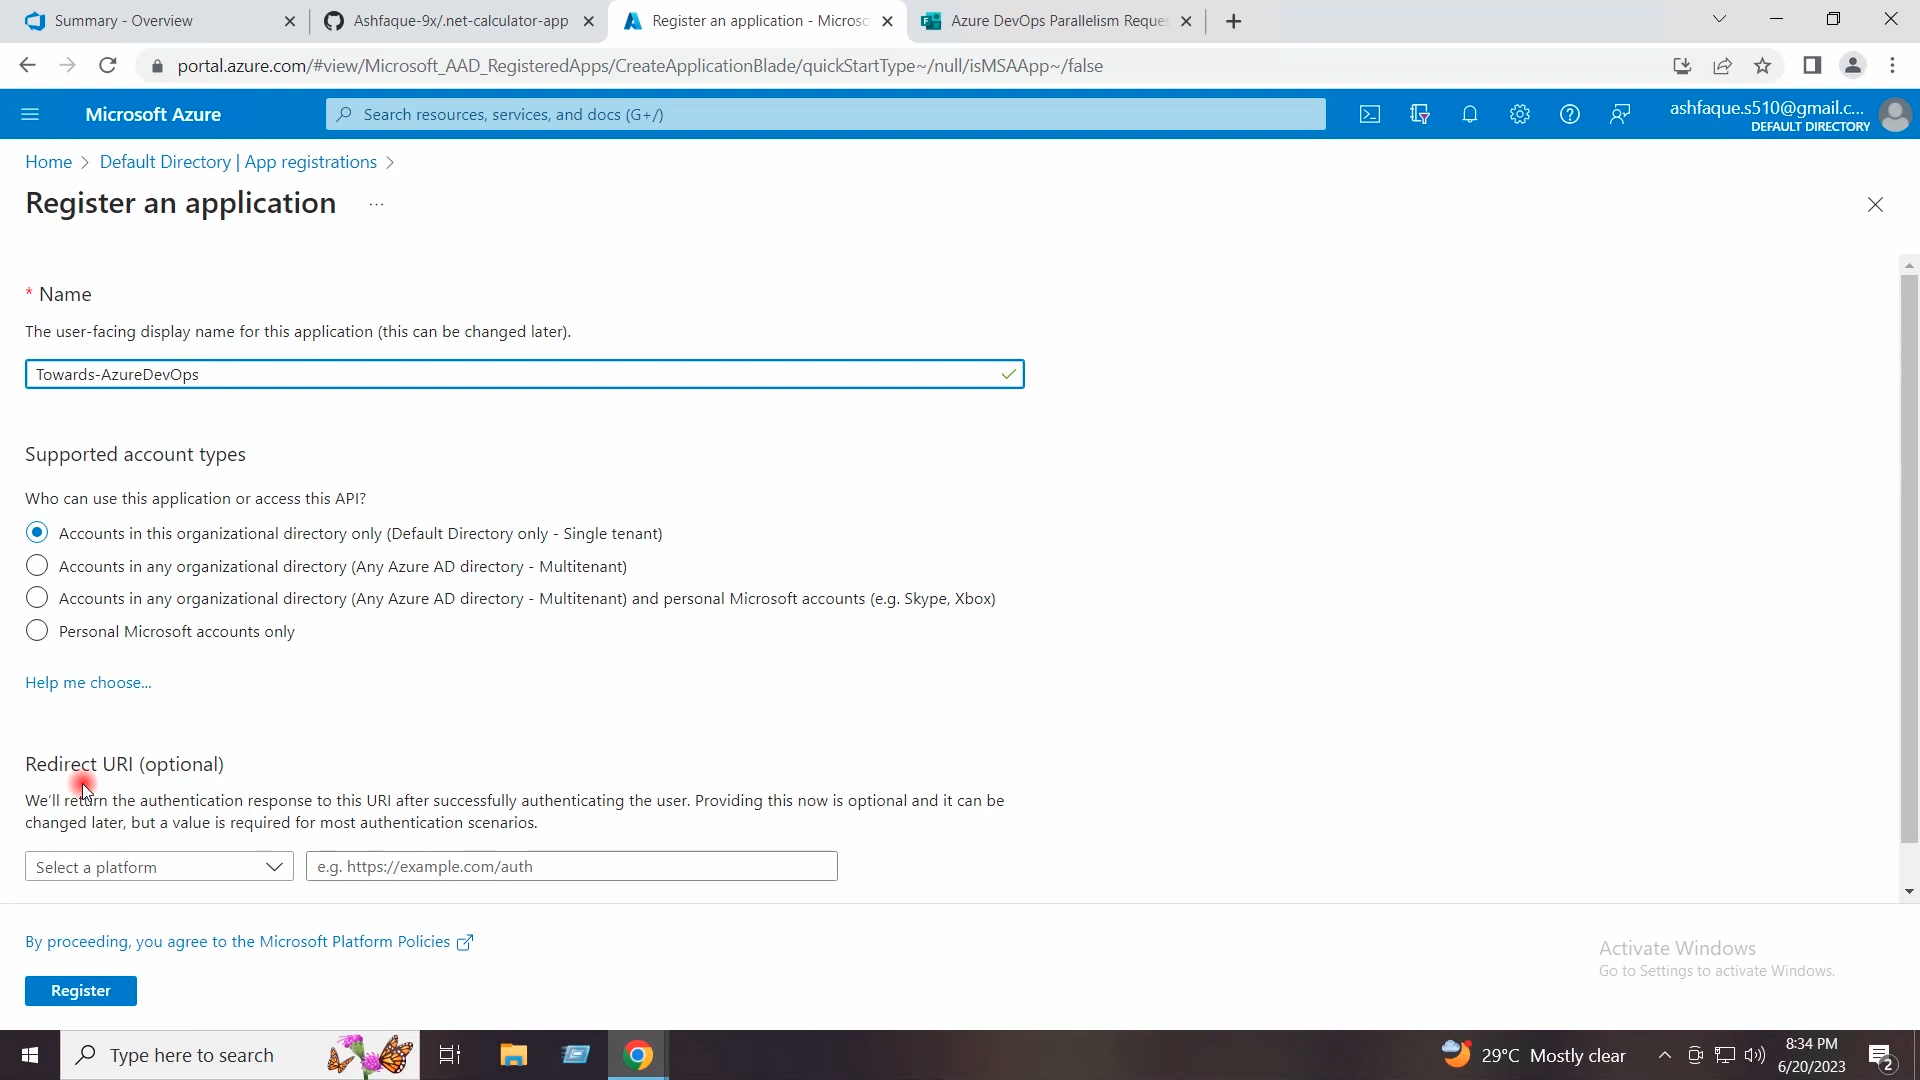 Summary - Overview
Ashfaque-9x/.net-calculator-app
Register an application - Microso
Azure DevOps Parallelism Reques
portal.azure.com/#view/Microsoft_AAD_RegisteredApps/CreateApplicationBlade/quickStartType~/null/isMSAApp~/false
Microsoft Azure
Search resources, services, and docs (G+/)
ashfaque.s510@gmail.c...
DEFAULT DIRECTORY
Home > Default Directory | App registrations >
Register an application ...
* Name
The user-facing display name for this application (this can be changed later).
Towards-AzureDevOps
Supported account types
Who can use this application or access this API?
Accounts in this organizational directory only (Default Directory only - Single tenant)
Accounts in any organizational directory (Any Azure AD directory - Multitenant)
Accounts in any organizational directory (Any Azure AD directory - Multitenant) and personal Microsoft accounts (e.g. Skype, Xbox)
Personal Microsoft accounts only
Help me choose...
Redirect URI (optional)
We'll return the authentication response to this URI after successfully authenticating the user. Providing this now is optional and it can be
changed later, but a value is required for most authentication scenarios.
Select a platform
e.g. https://example.com/auth
By proceeding, you agree to the Microsoft Platform Policies
Register
Activate Windows
Go to Settings to activate Windows.
Type here to search
29°C Mostly clear
8:34 PM
6/20/2023
2